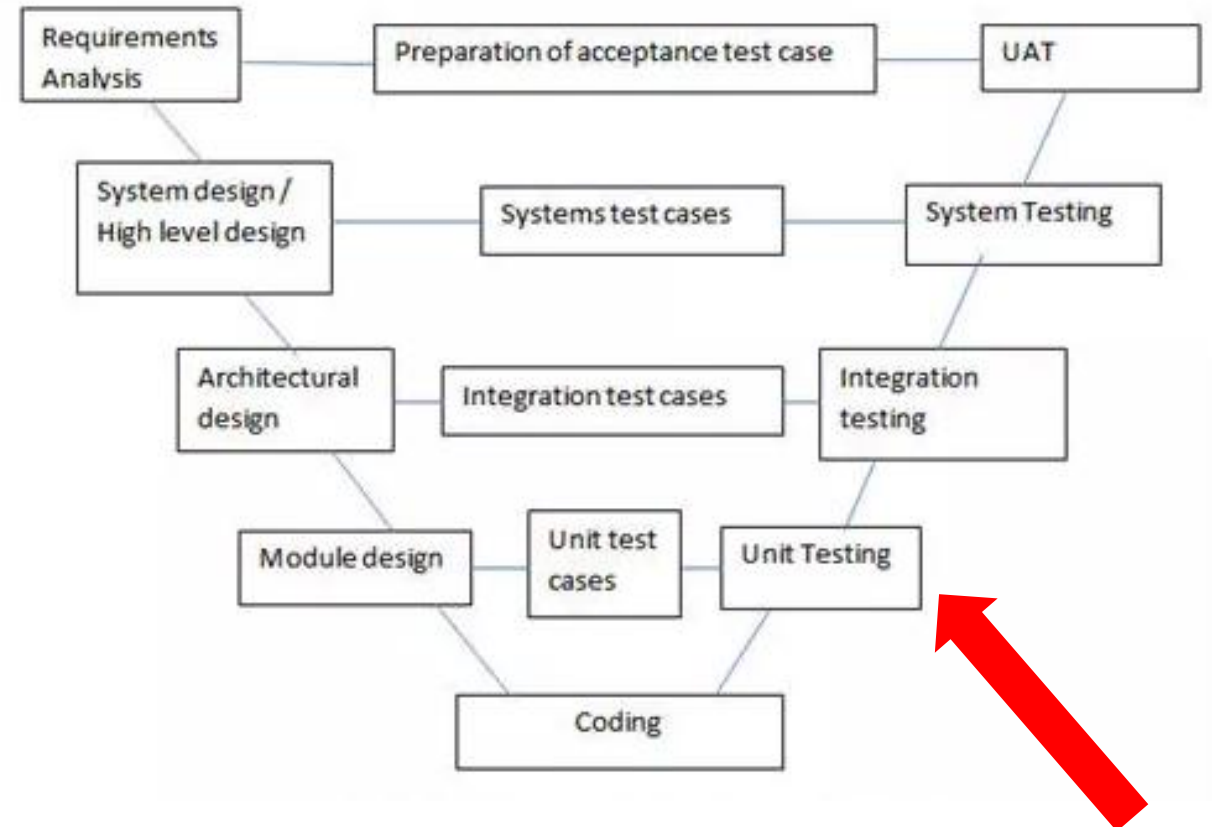 Requirements
Analysis
Preparation of acceptance test case
UAT
System design /
High level design
Systems test cases
System Testing
Architectural
design
Integration test cases
Integration
testing
Module design
Unit test
cases
Unit Testing
Coding